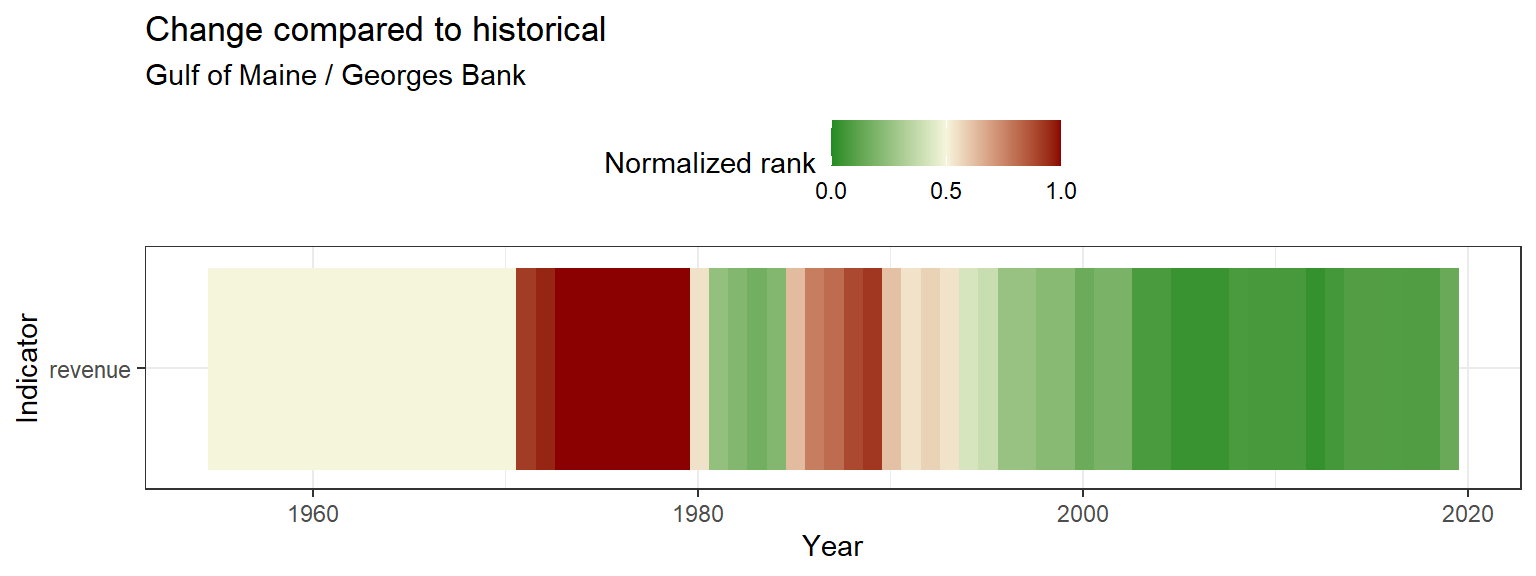 Change compared to historical
Gulf of Maine / Georges Bank
Normalized rank
0.0 0.5 1.0
Indicator
revenue
1960 1980 2000 2020
Year